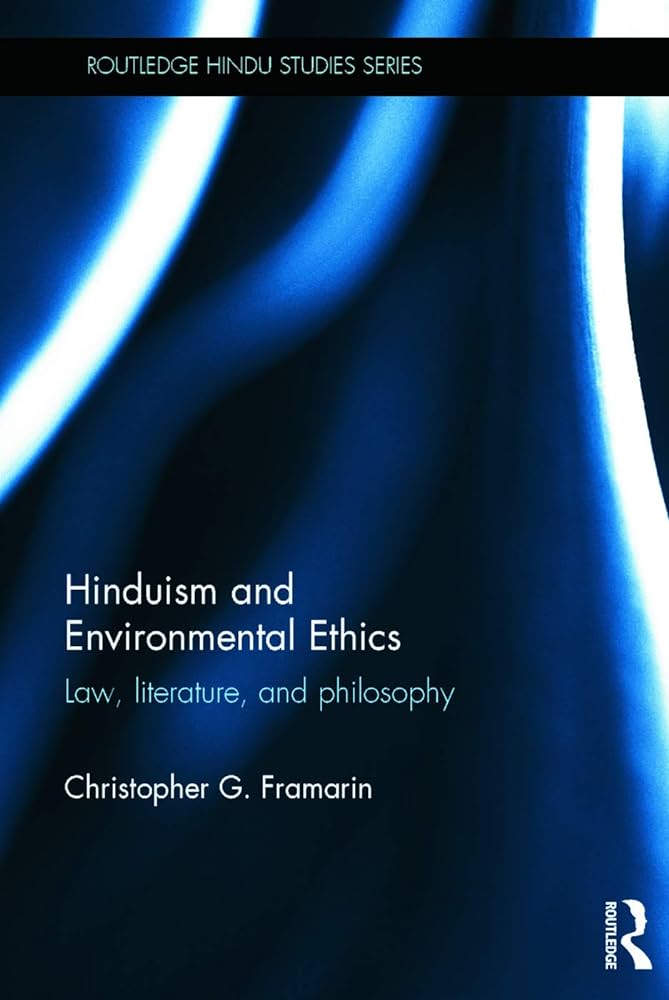 ROUTLEDGE HINDU STUDIES SERIES
Hinduism and
Environmental Ethics
Law, literature, and philosophy
Christopher G. Framarin
ROUTLEDGE